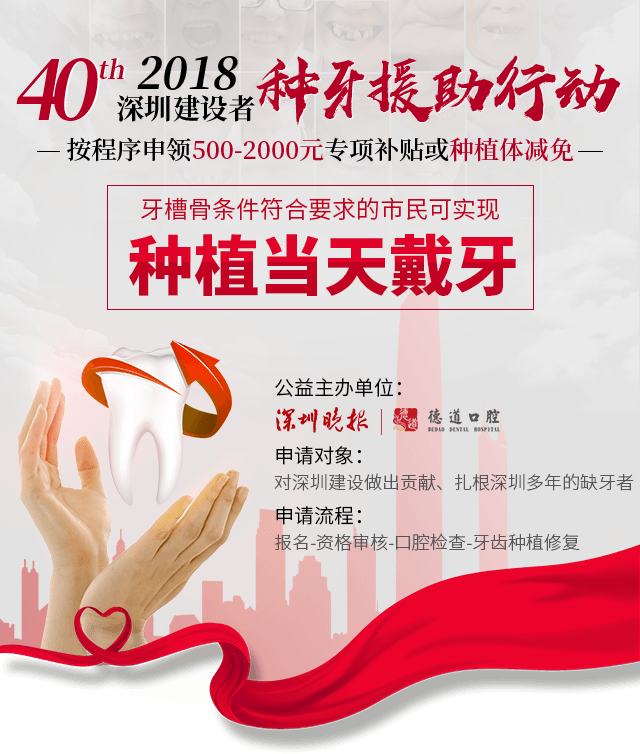 40th 2018
深圳建设者
种牙援助行动
按程序申领500-2000元专项补贴或种植体减免
牙槽骨条件符合要求的市民可实现
种植当天戴牙
公益主办单位：
深圳晚报 德道 德道口腔
DEDAO DENTAL HOSPITAL
申请对象：
对深圳建设做出贡献、扎根深圳多年的缺牙者
申请流程：
报名-资格审核-口腔检查-牙齿种植修复